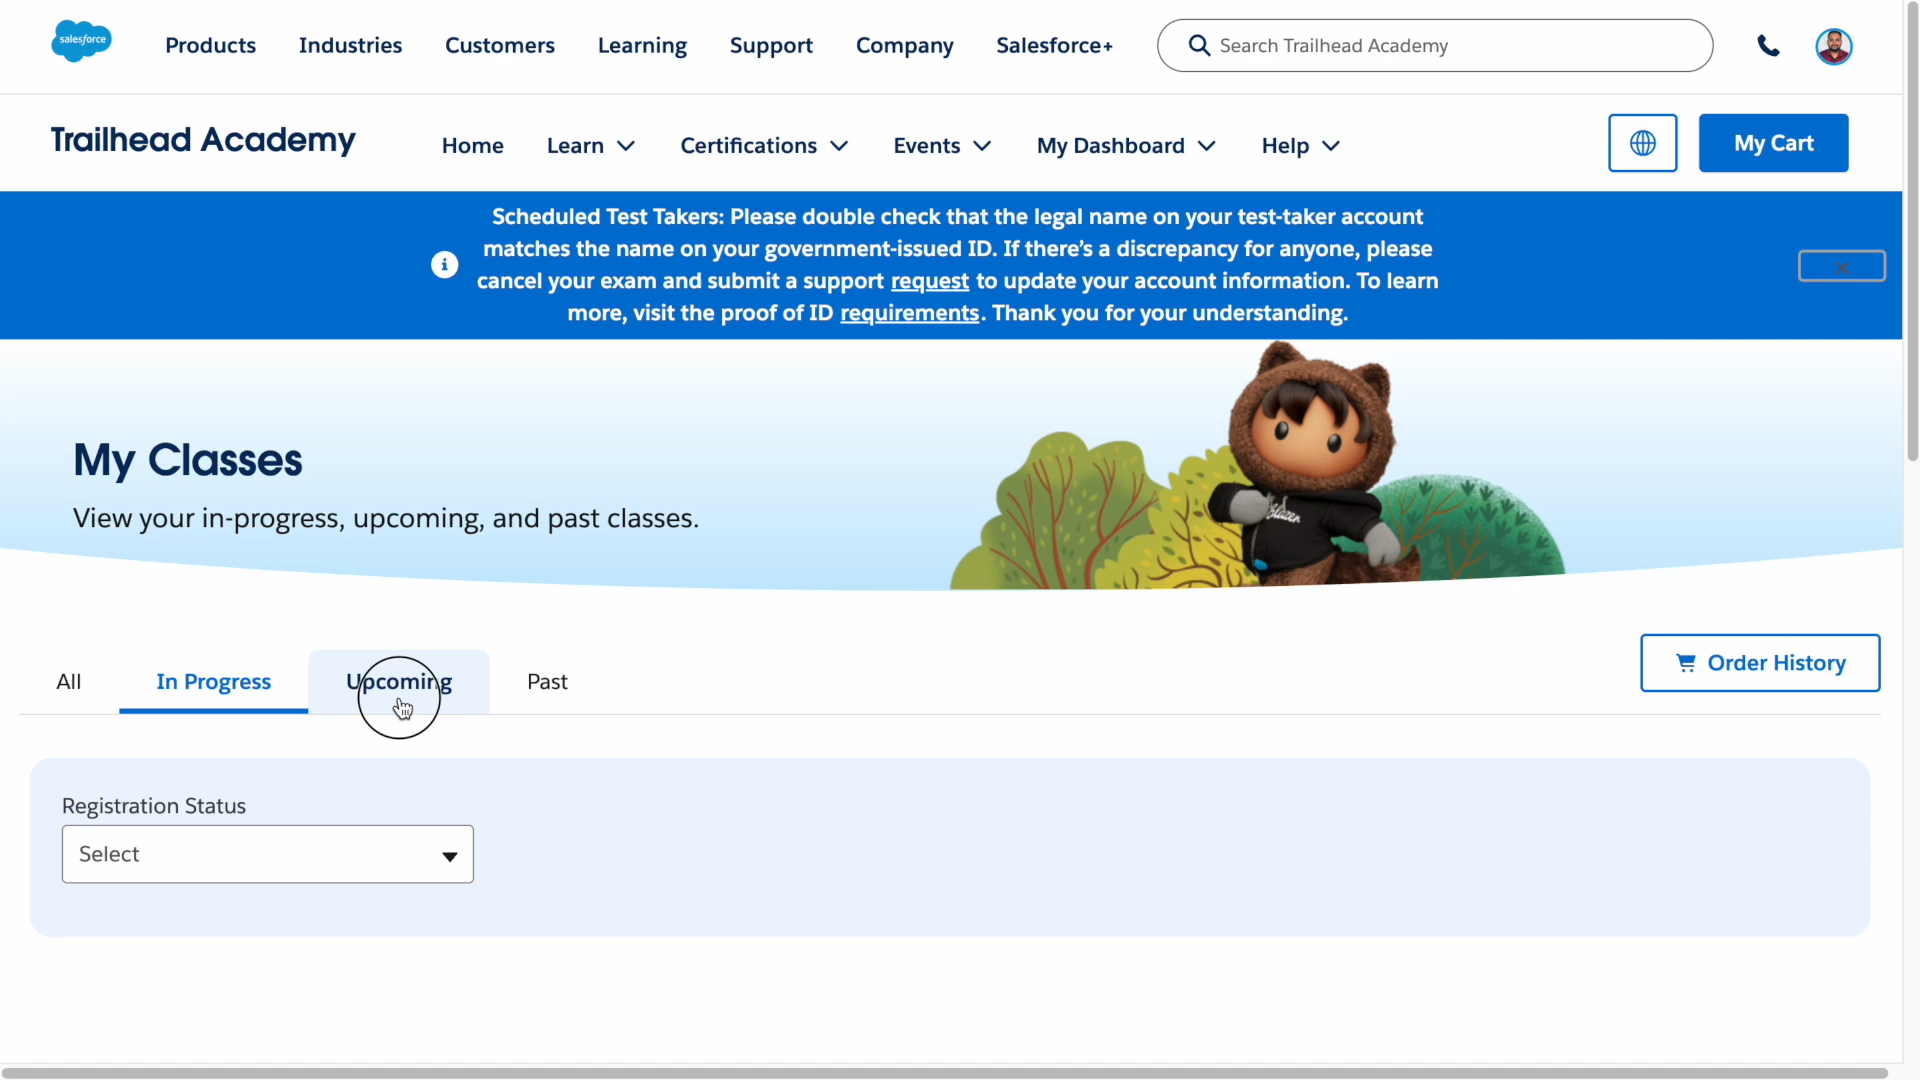 salesforce
Products
Industries
Customers
Learning
Support
Company
Salesforce+
Search Trailhead Academy
Trailhead Academy
Home
Learn
Certifications
Events
My Dashboard
Help
My Cart
Scheduled Test Takers: Please double check that the legal name on your test-taker account
matches the name on your government-issued ID. If there's a discrepancy for anyone, please
cancel your exam and submit a support request to update your account information. To learn
more, visit the proof of ID requirements. Thank you for your understanding.
My Classes
View your in-progress, upcoming, and past classes.
All
In Progress
Upcoming
Past
Order History
Registration Status
Select